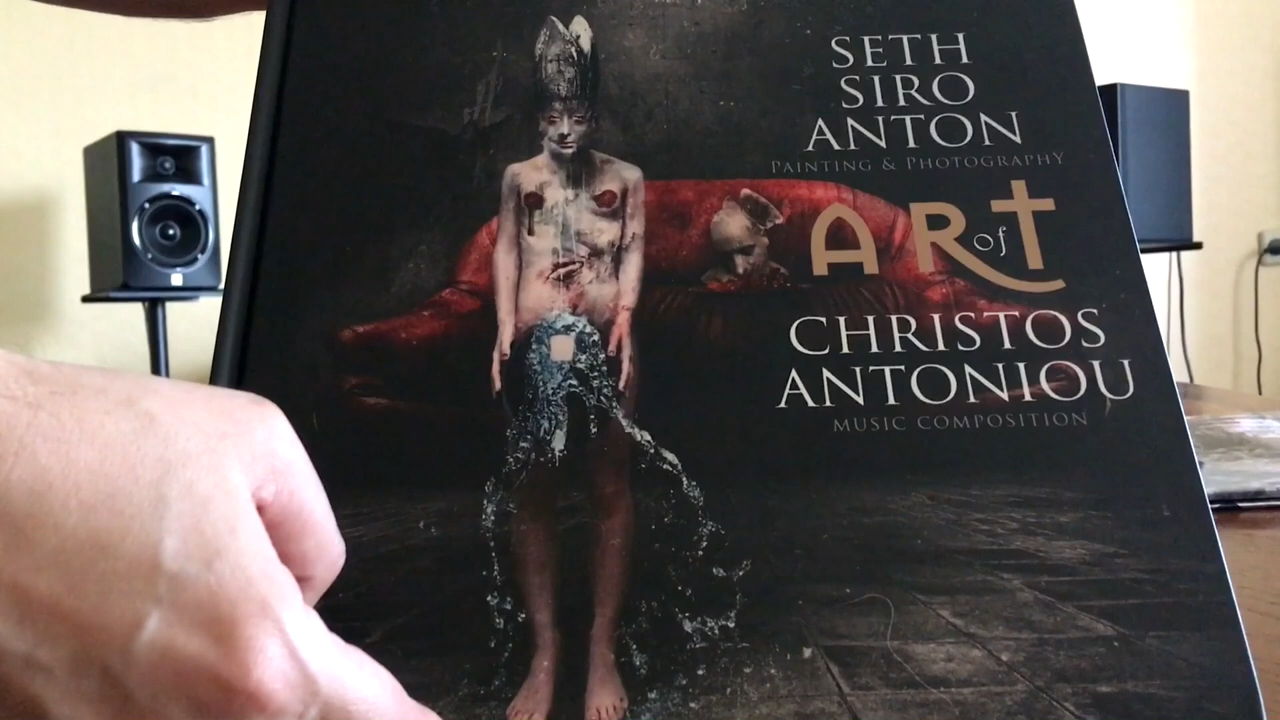 SETH
SIRO
ANTON
PAINTING & PHOTOGRAPHY
ART of
CHRISTOS
ANTONIOU
MUSIC COMPOSITION